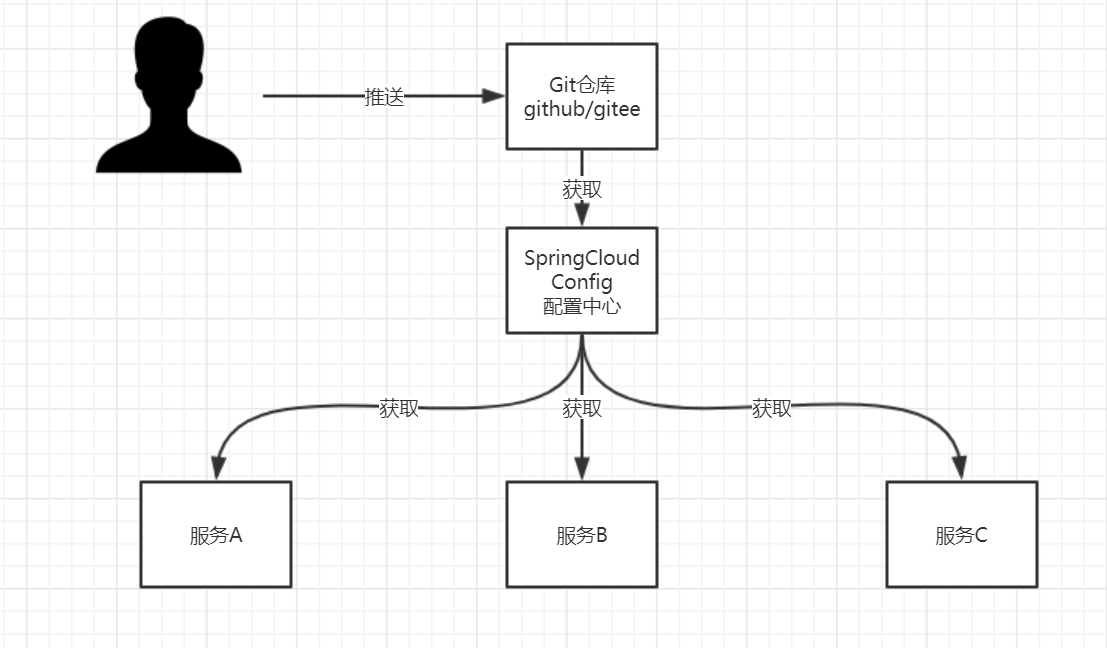 推送
Git仓库
github/gitee
获取
SpringCloud
Config
配置中心
获取
获取
获取
服务A
服务B
服务C